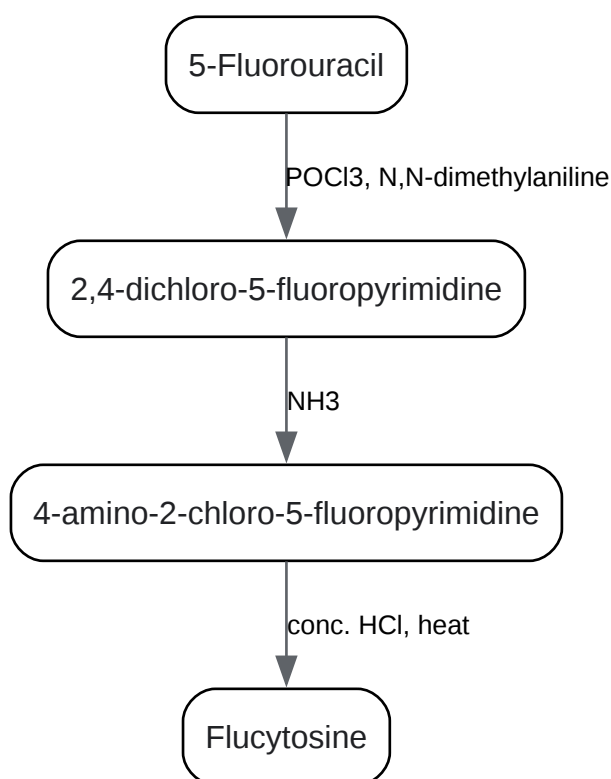 5-Fluorouracil
POCl3, N,N-dimethylaniline
2,4-dichloro-5-fluoropyrimidine
NH3
4-amino-2-chloro-5-fluoropyrimidine
conc. HCl, heat
Flucytosine